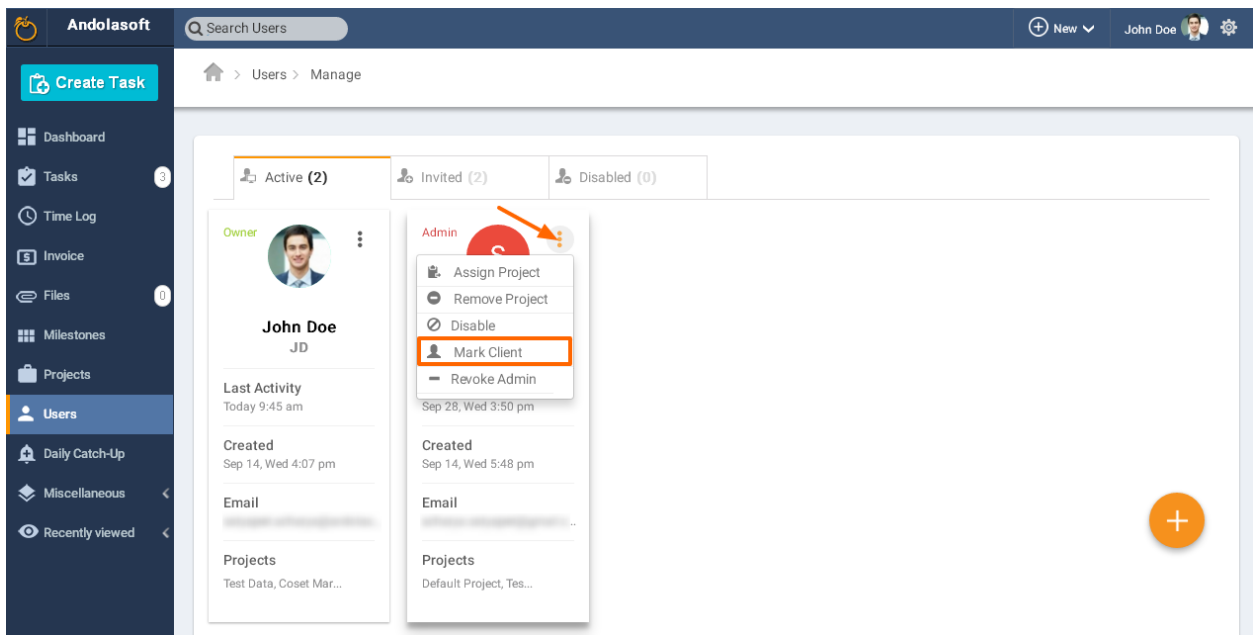 Andolasoft
Search Users
New
John Doe
Create Task
Users
Manage
Dashboard
Tasks
3
Time Log
Invoice
Files
0
Milestones
Projects
Users
Daily Catch-Up
Miscellaneous
Recently viewed
Active (2)
Invited (2)
Disabled (0)
Owner
John Doe
JD
Last Activity
Today 9:45 am
Created
Sep 14, Wed 4:07 pm
Email
Projects
Test Data, Coset Mar...
Admin
S
Assign Project
Remove Project
Disable
Mark Client
Revoke Admin
Sep 28, Wed 3:50 pm
Created
Sep 14, Wed 5:48 pm
Email
Projects
Default Project, Tes...